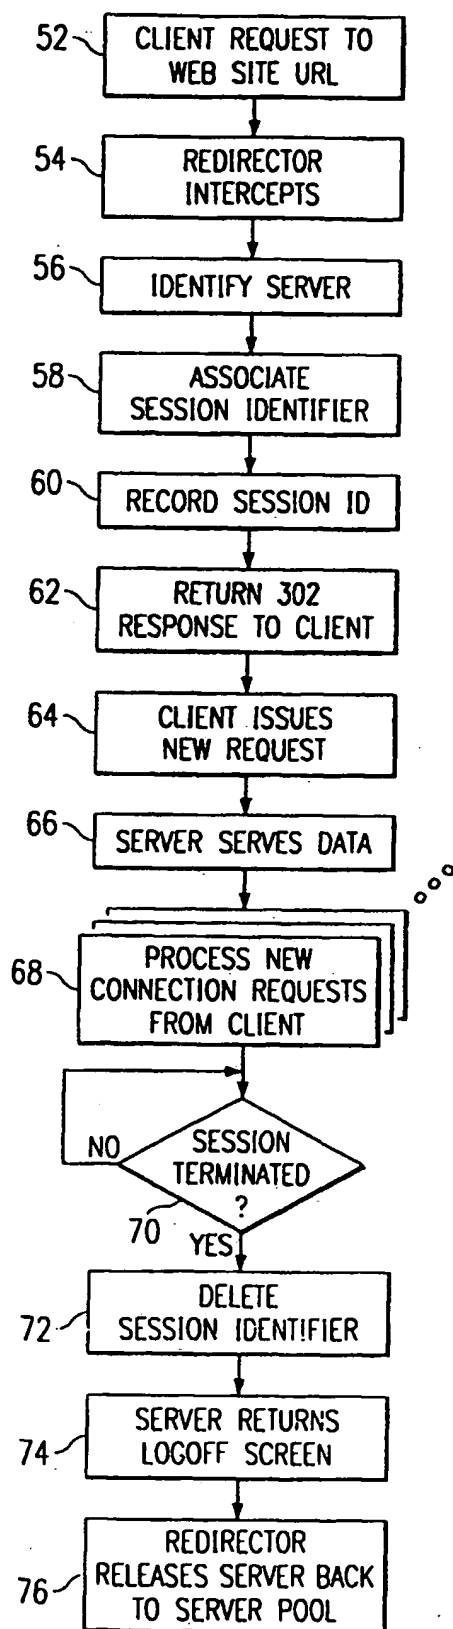 52
CLIENT REQUEST TO
WEB SITE URL
54
REDIRECTOR
INTERCEPTS
56
IDENTIFY SERVER
58
ASSOCIATE
SESSION IDENTIFIER
60
RECORD SESSION ID
62
RETURN 302
RESPONSE TO CLIENT
64
CLIENT ISSUES
NEW REQUEST
66
SERVER SERVES DATA
68
PROCESS NEW
CONNECTION REQUESTS
FROM CLIENT
NO
SESSION
TERMINATED
?
70
YES
72
DELETE
SESSION IDENTIFIER
74
SERVER RETURNS
LOGOFF SCREEN
76
REDIRECTOR
RELEASES SERVER BACK
TO SERVER POOL